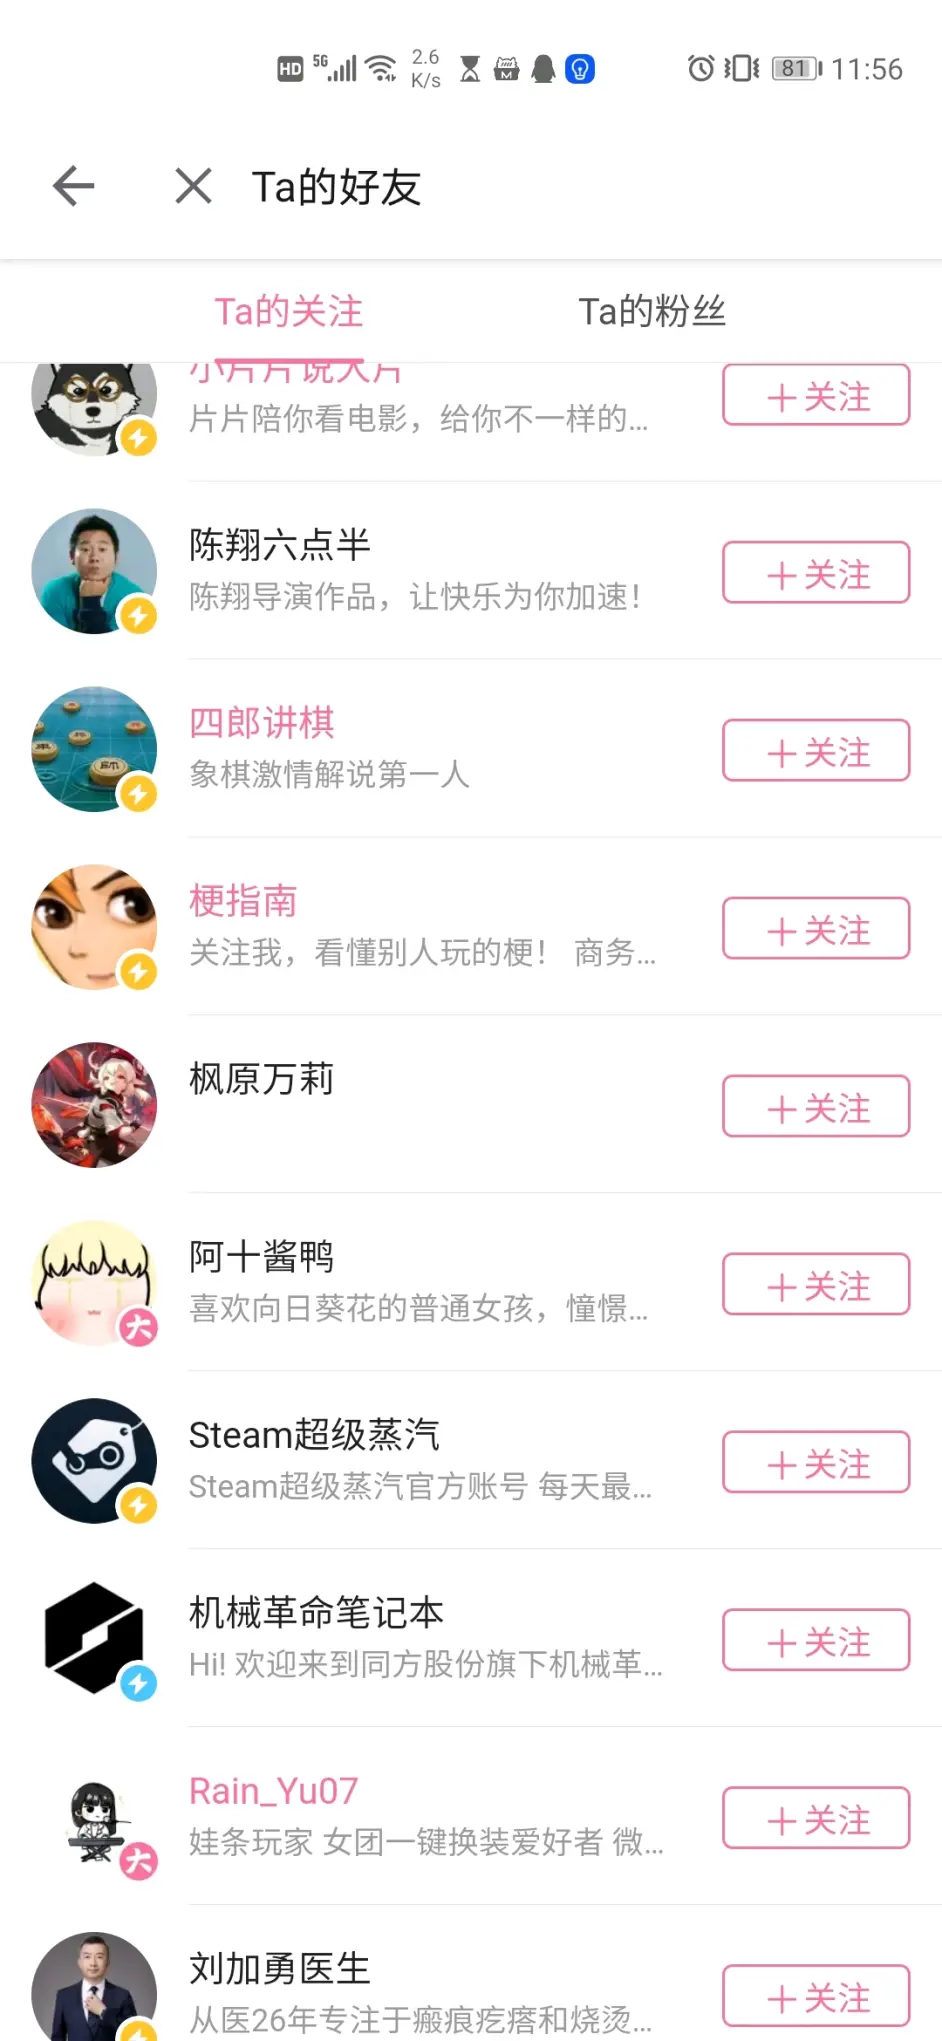 HD 5G 2.6 K/s 81 11:56
Ta的好友
Ta的关注 Ta的粉丝
小片片说大片
片片陪你看电影，给你不一样的...
+关注
陈翔六点半
陈翔导演作品，让快乐为你加速！
+关注
四郎讲棋
象棋激情解说第一人
+关注
梗指南
关注我，看懂别人玩的梗！ 商务...
+关注
枫原万莉
+关注
阿十酱鸭
喜欢向日葵花的普通女孩，憧憬...
大
+关注
Steam超级蒸汽
Steam超级蒸汽官方账号 每天最...
+关注
机械革命笔记本
Hi! 欢迎来到同方股份旗下机械革...
+关注
Rain_Yu07
娃条玩家 女团一键换装爱好者 微...
大
+关注
刘加勇医生
从医26年专注于瘢痕疙瘩和烧烫...
+关注